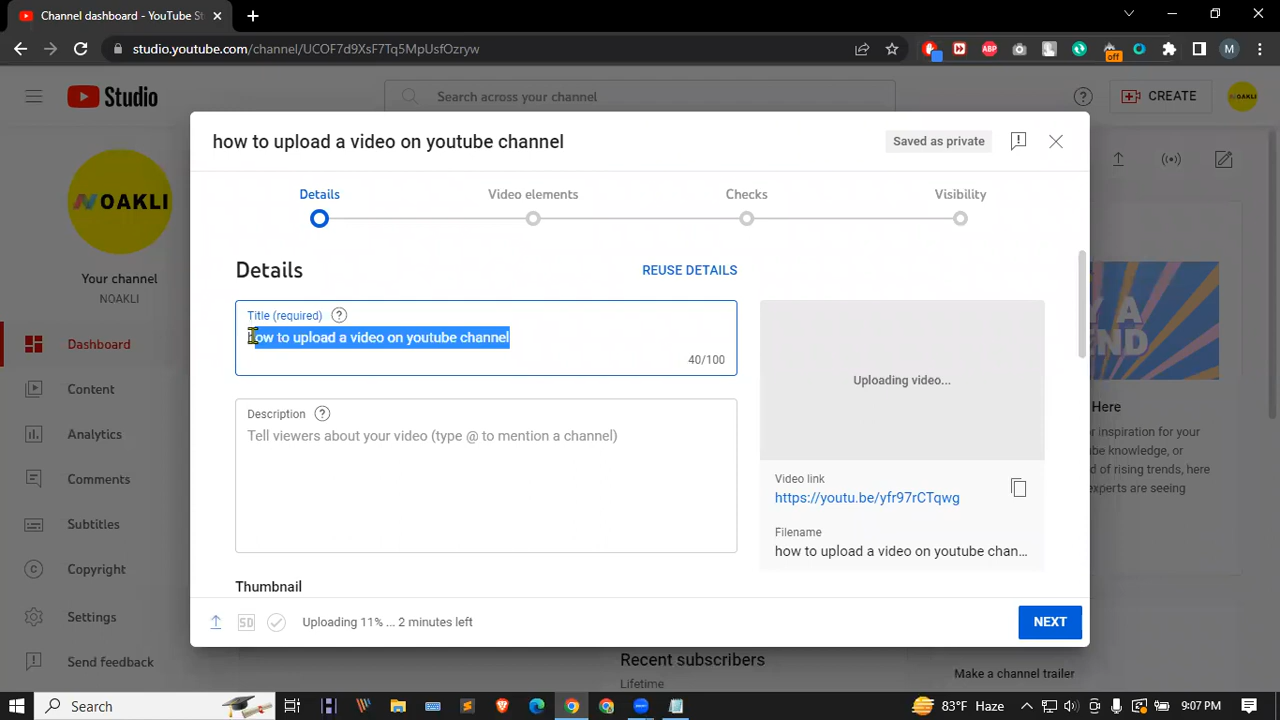 Channel dashboard - YouTube St
studio.youtube.com/channel/UCOF7d9XsF7Tq5MpUsfOzryw
ABP
off
M
Studio
Search across your channel
CREATE
NOAKLI
how to upload a video on youtube channel
Saved as private
Details
Video elements
Checks
Visibility
NOAKLI
Your channel
NOAKLI
Dashboard
Content
Analytics
Comments
Subtitles
Copyright
Settings
Send feedback
Details
REUSE DETAILS
Title (required)
how to upload a video on youtube channel
40/100
Description
Tell viewers about your video (type @ to mention a channel)
Thumbnail
Uploading video...
Video link
https://youtu.be/yfr97rCTqwg
Filename
how to upload a video on youtube chan...
SD
Uploading 11% ... 2 minutes left
NEXT
Y A
END
Here
r inspiration for your
be knowledge, or
d of rising trends, here
experts are seeing
Recent subscribers
Lifetime
Make a channel trailer
Search
83°F Haze
3:07 PM